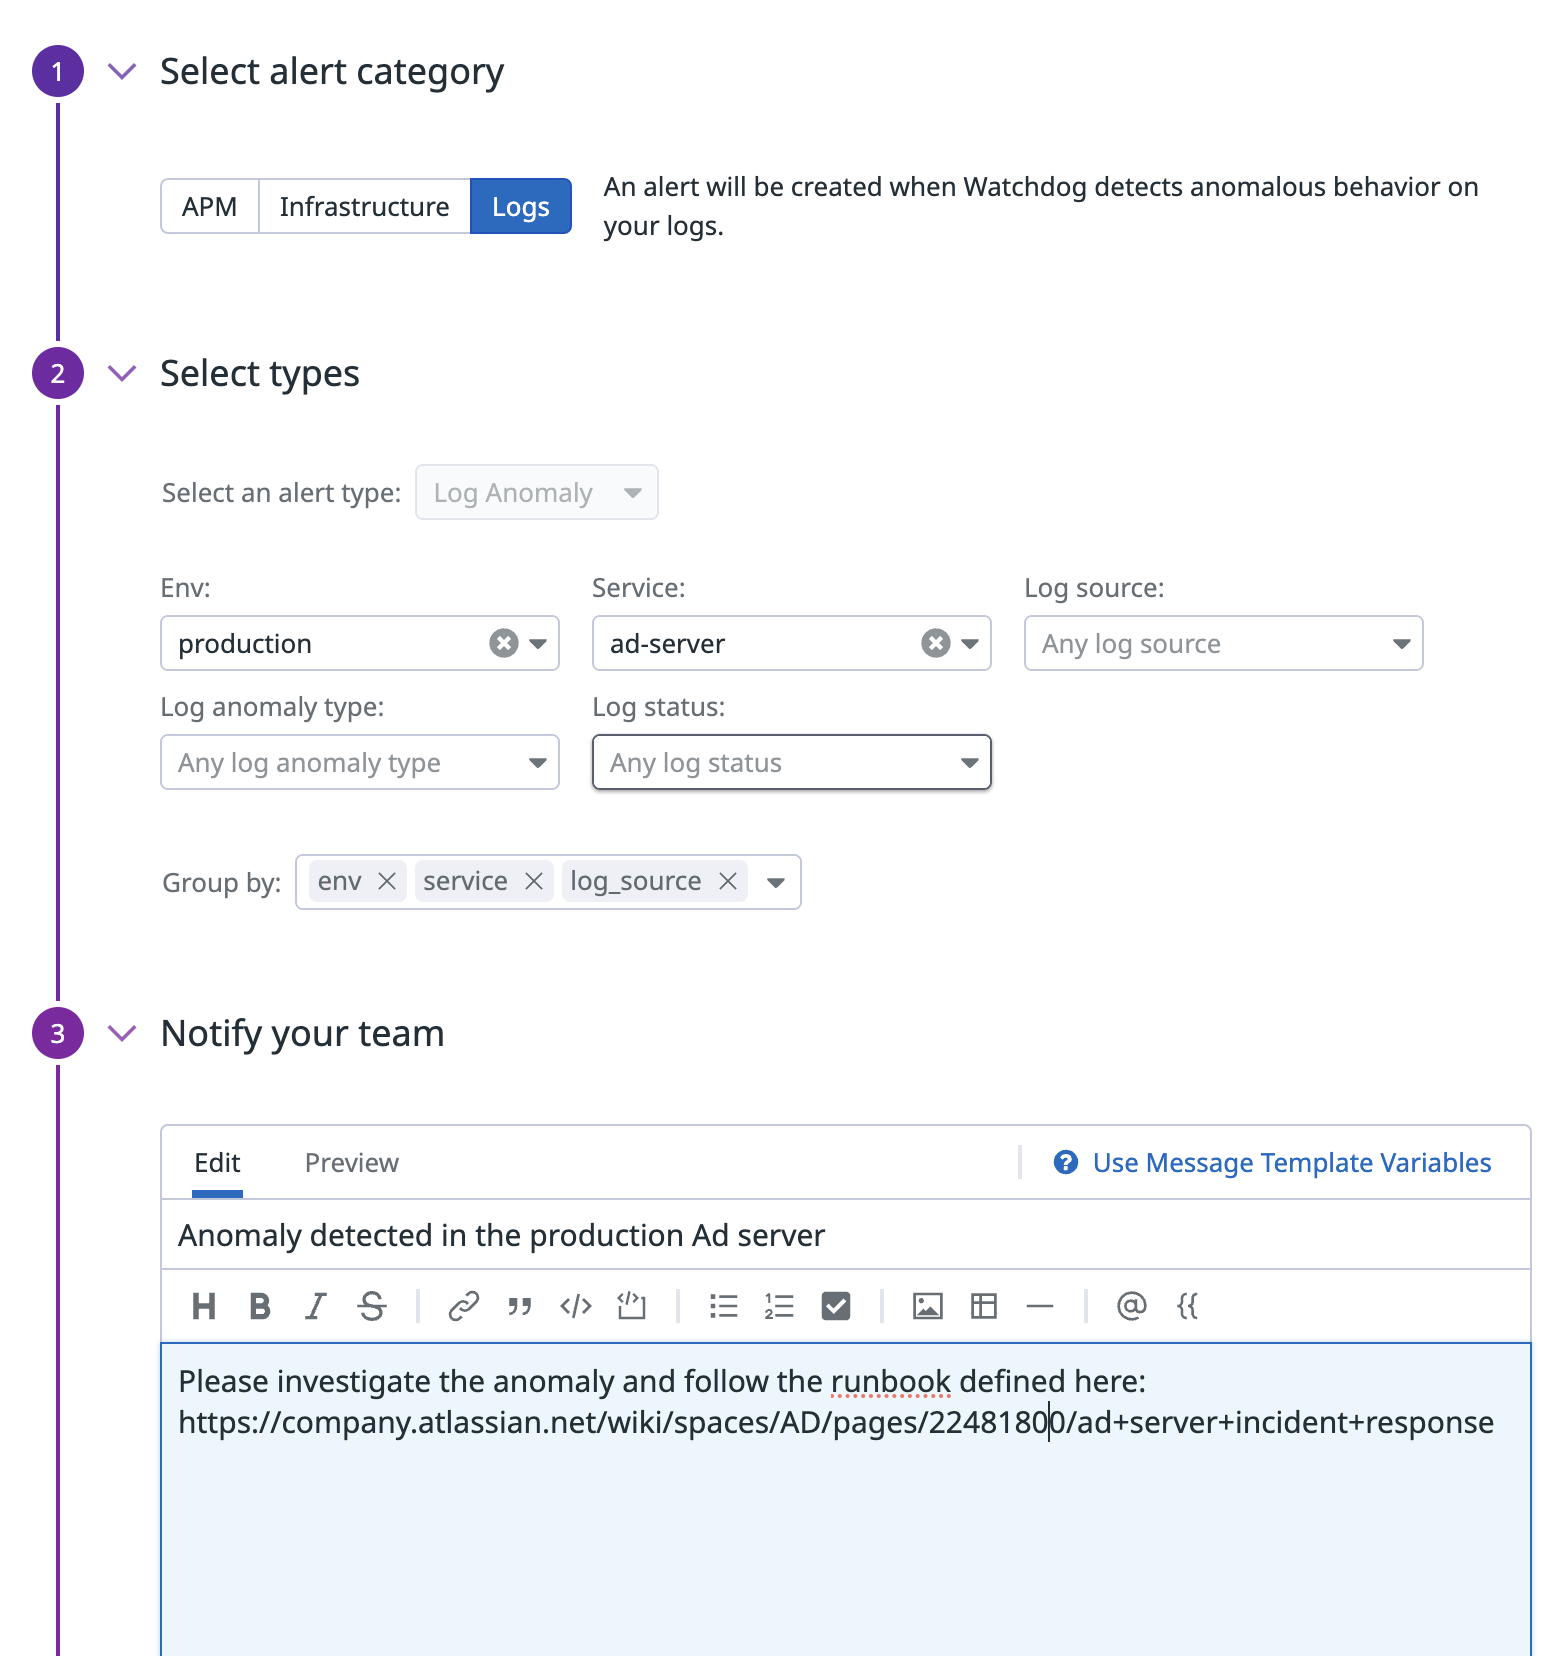 1 Select alert category
APM Infrastructure Logs
An alert will be created when Watchdog detects anomalous behavior on
your logs.
2 Select types
Select an alert type: Log Anomaly
Env: Service: Log source:
production ad-server Any log source
Log anomaly type: Log status:
Any log anomaly type Any log status
Group by: env service log_source
3 Notify your team
Edit Preview Use Message Template Variables
Anomaly detected in the production Ad server
Please investigate the anomaly and follow the runbook defined here:
https://company.atlassian.net/wiki/spaces/AD/pages/22481800/ad+server+incident+response